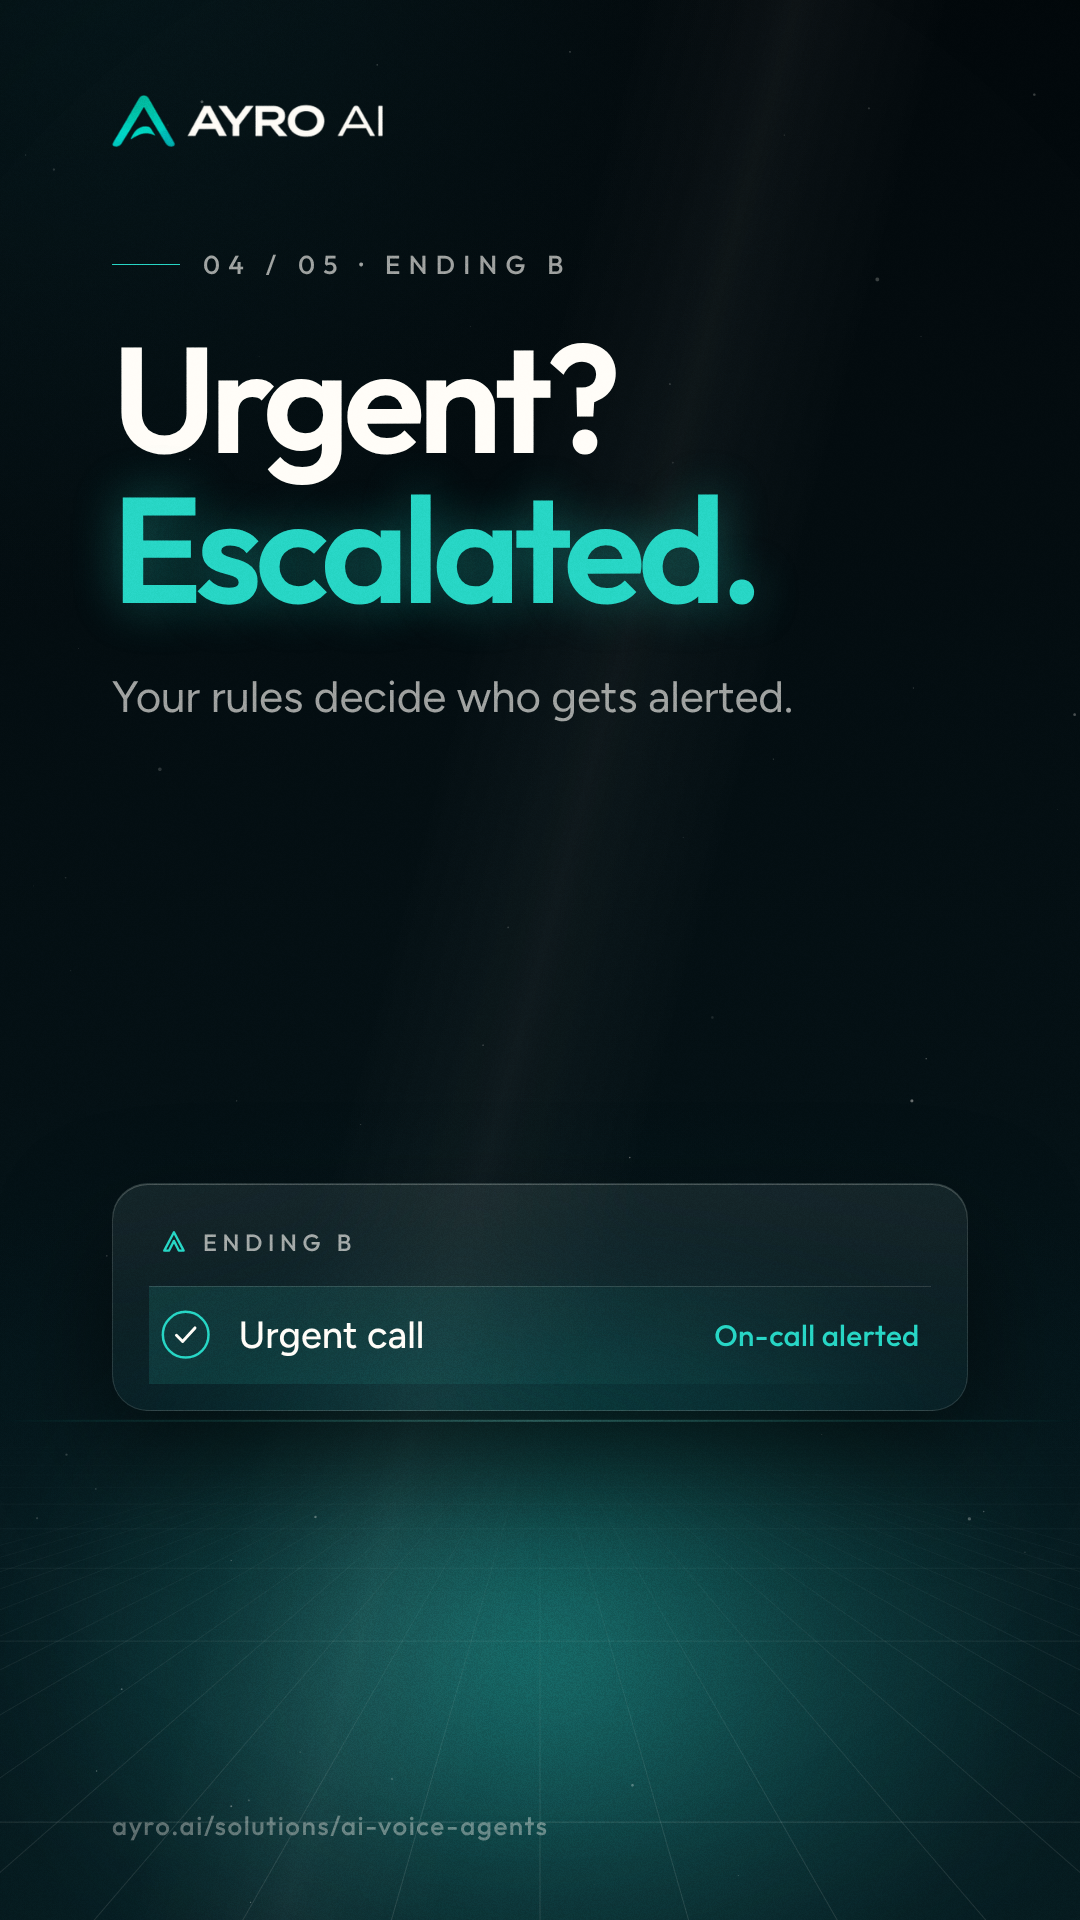 AYRO AI
04 / 05 · ENDING B
Urgent?
Escalated.
Your rules decide who gets alerted.
ENDING B
Urgent call
On-call alerted
ayro.ai/solutions/ai-voice-agents